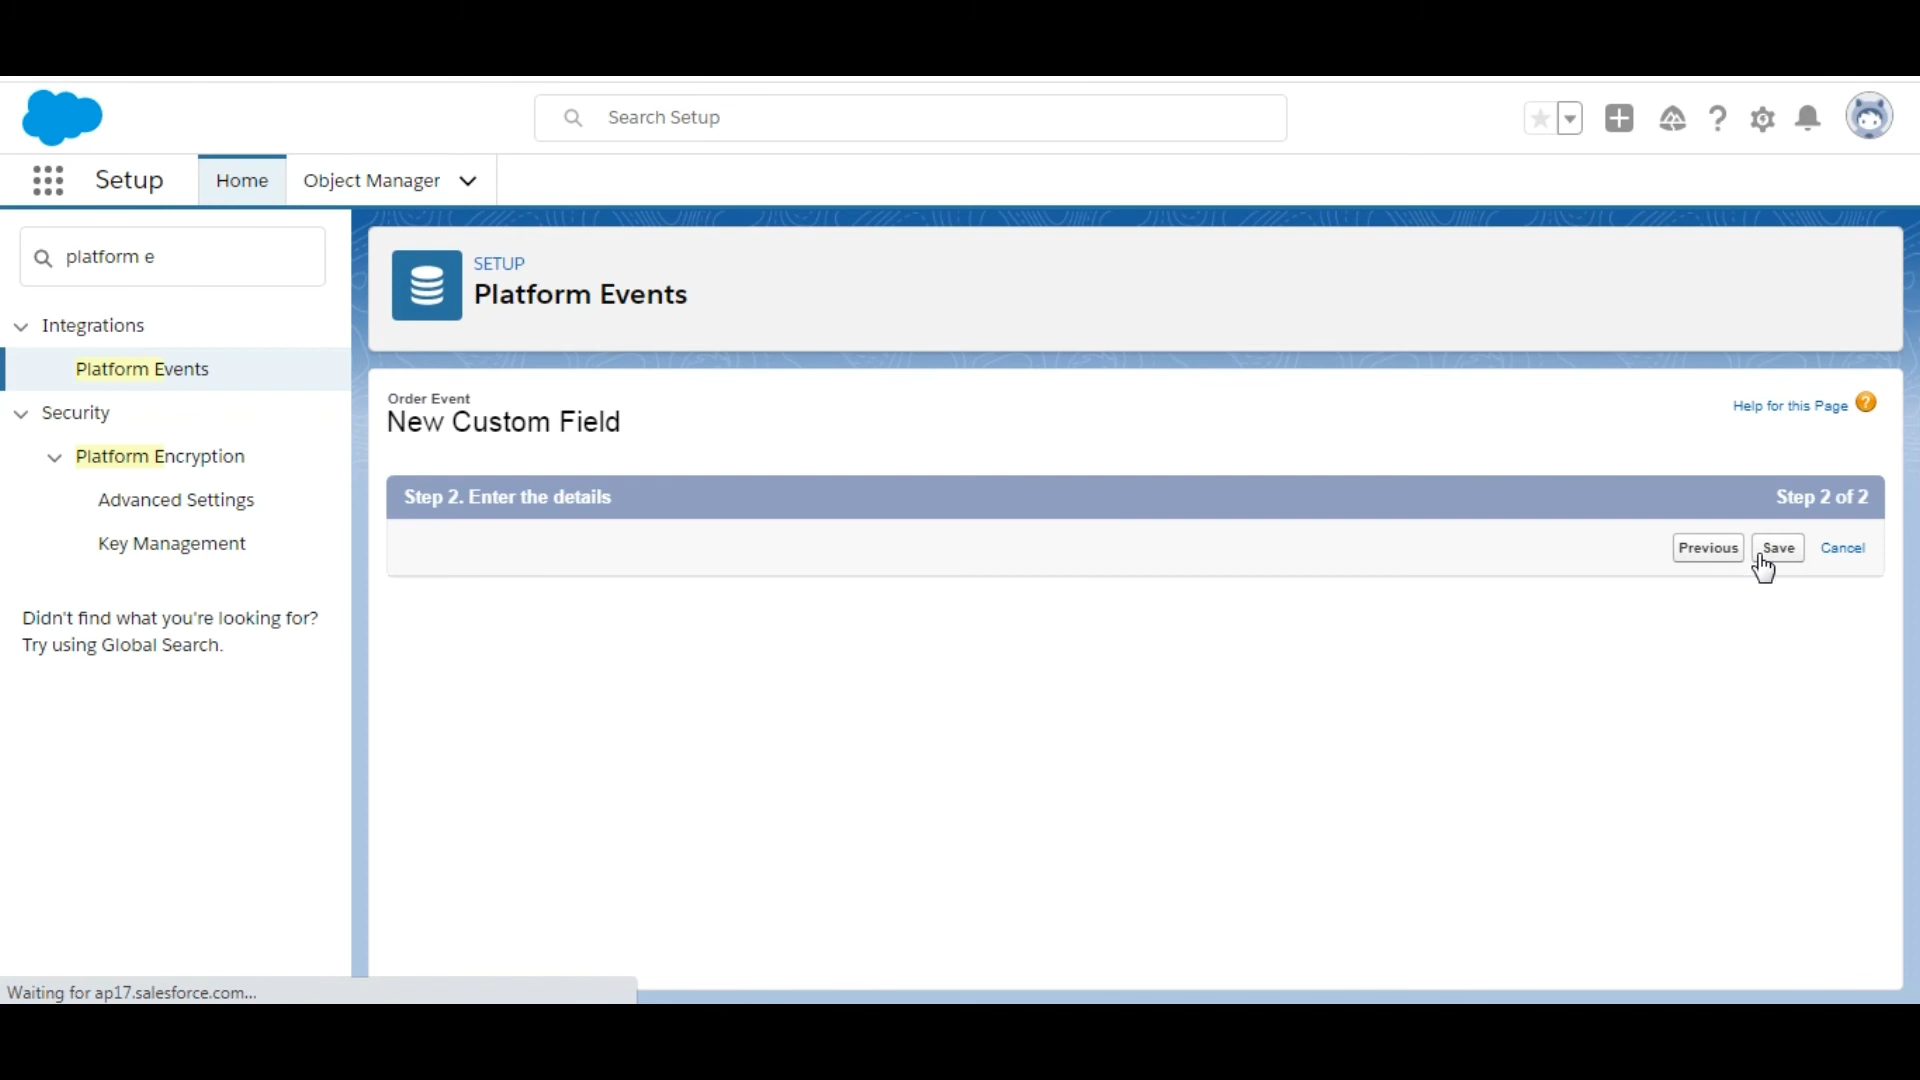 Search Setup
Setup
Home
Object Manager
platform e
Integrations
Platform Events
Security
Platform Encryption
Advanced Settings
Key Management
Didn't find what you're looking for?
Try using Global Search.
SETUP
Platform Events
Order Event
New Custom Field
Help for this Page ?
Step 2. Enter the details
Step 2 of 2
Previous
Save
Cancel
Waiting for ap17.salesforce.com...